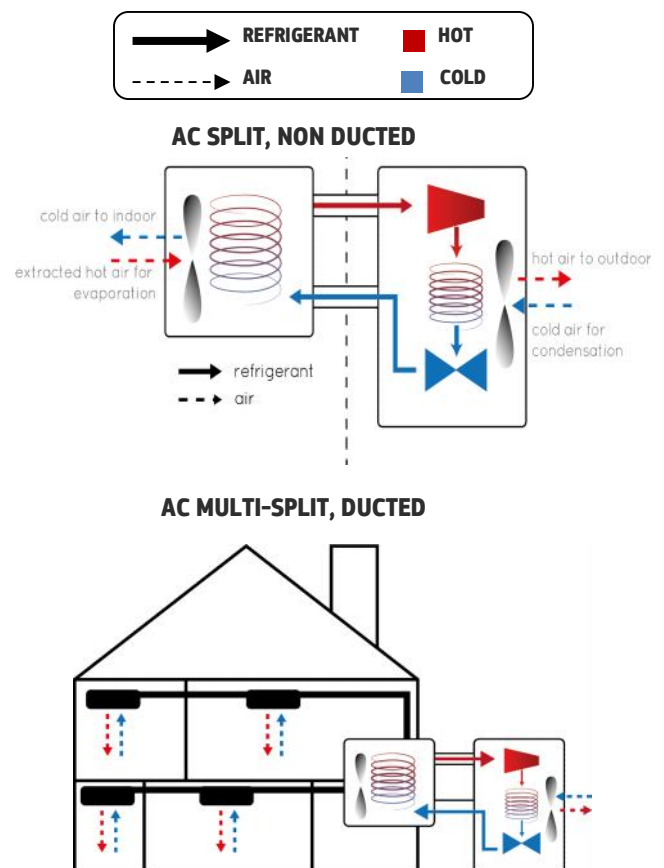 REFRIGERANT HOT
AIR COLD
AC SPLIT, NON DUCTED
cold air to indoor
extracted hot air for
evaporation
hot air to outdoor
cold air for
condensation
refrigerant
air
AC MULTI-SPLIT, DUCTED